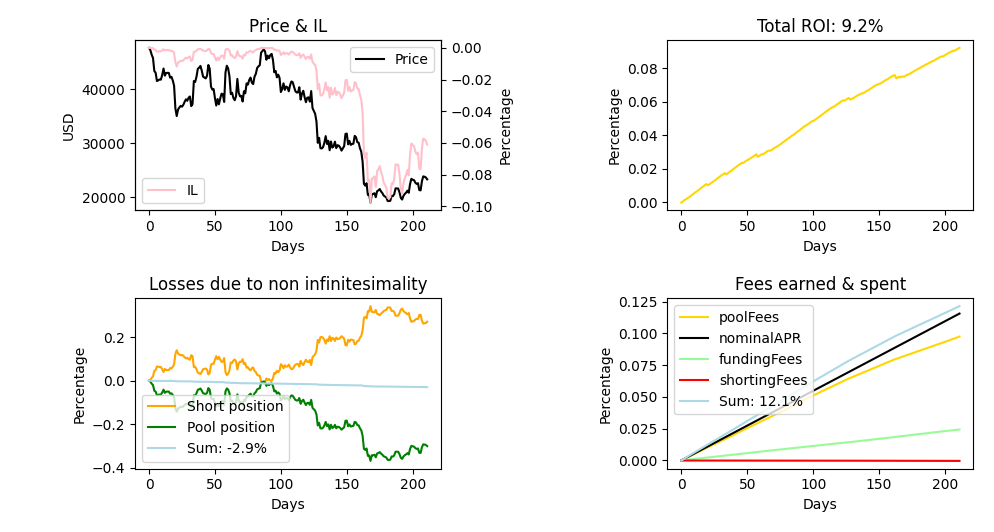 Price & IL
Price
IL
USD
40000
30000
20000
0.00
−0.02
−0.04
−0.06
−0.08
−0.10
Percentage
0 50 100 150 200
Days
Total ROI: 9.2%
Percentage
0.08
0.06
0.04
0.02
0.00
0 50 100 150 200
Days
Losses due to non infinitesimality
Percentage
0.2
0.0
−0.2
−0.4
Short position
Pool position
Sum: -2.9%
0 50 100 150 200
Days
Fees earned & spent
Percentage
0.125
0.100
0.075
0.050
0.025
0.000
poolFees
nominalAPR
fundingFees
shortingFees
Sum: 12.1%
0 50 100 150 200
Days